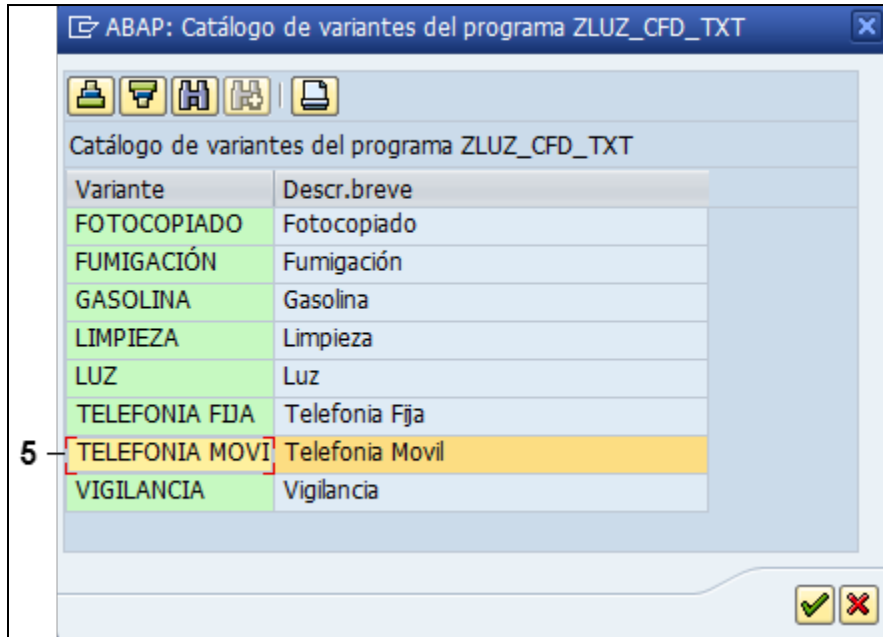 ABAP: Catálogo de variantes del programa ZLUZ_CFD_TXT
Catálogo de variantes del programa ZLUZ_CFD_TXT
Variante Descr.breve
FOTOCOPIADO Fotocopiado
FUMIGACIÓN Fumigación
GASOLINA Gasolina
LIMPIEZA Limpieza
LUZ Luz
TELEFONIA FIJA Telefonia Fija
5 TELEFONIA MOVI Telefonia Movil
VIGILANCIA Vigilancia